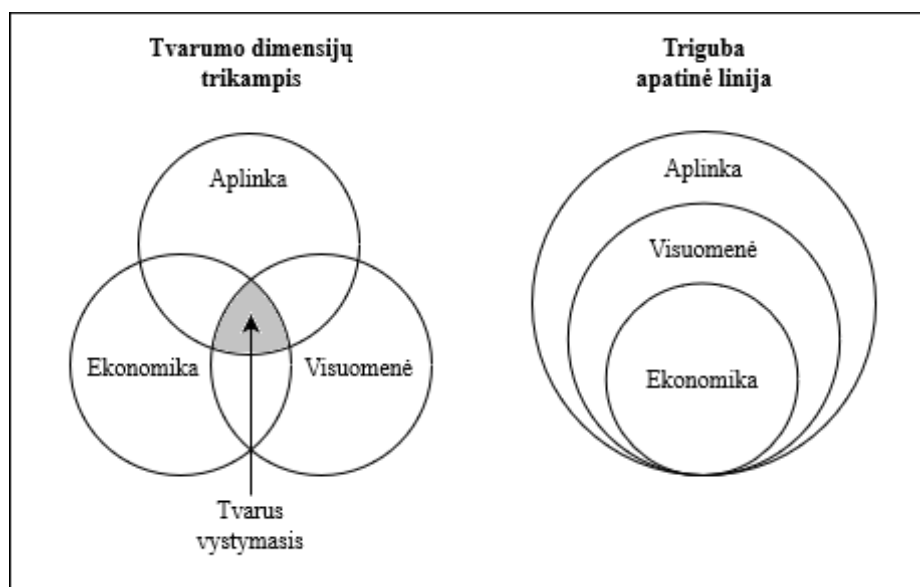 Tvarumo dimensijų
trikampis
Aplinka
Ekonomika
Visuomenė
Tvarus
vystymasis
Triguba
apatinė linija
Aplinka
Visuomenė
Ekonomika